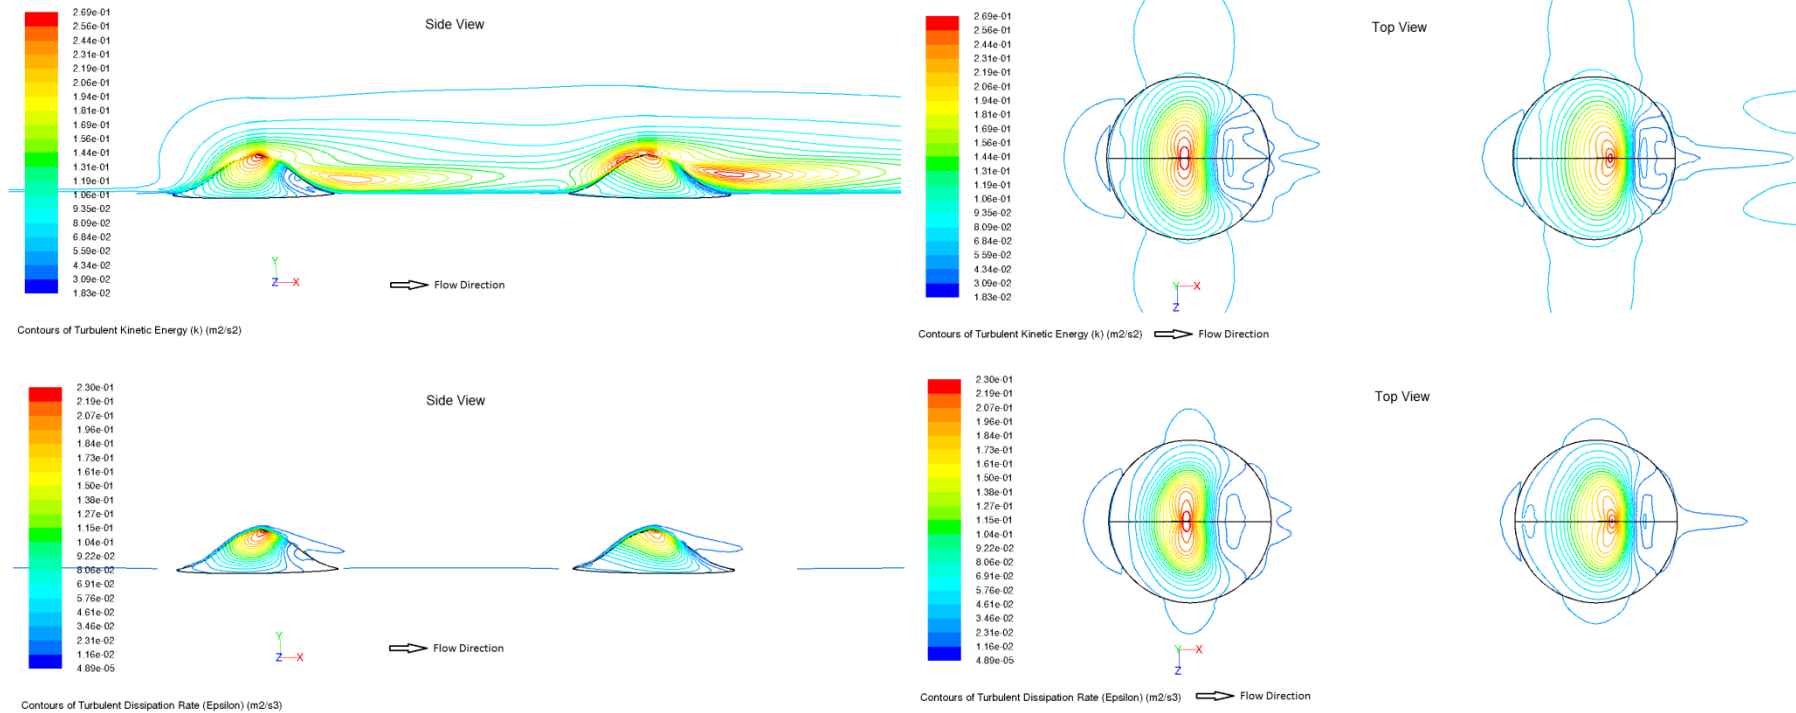 2.69e-01
2.56e-01
2.44e-01
2.31e-01
2.19e-01
2.06e-01
1.94e-01
1.81e-01
1.69e-01
1.56e-01
1.44e-01
1.31e-01
1.19e-01
1.06e-01
9.35e-02
8.09e-02
6.84e-02
5.59e-02
4.34e-02
3.09e-02
1.83e-02
Side View
Y
Z X
Flow Direction
Contours of Turbulent Kinetic Energy (k) (m2/s2)
2.69e-01
2.56e-01
2.44e-01
2.31e-01
2.19e-01
2.06e-01
1.94e-01
1.81e-01
1.69e-01
1.56e-01
1.44e-01
1.31e-01
1.19e-01
1.06e-01
9.35e-02
8.09e-02
6.84e-02
5.59e-02
4.34e-02
3.09e-02
1.83e-02
Top View
Y X
Z
Contours of Turbulent Kinetic Energy (k) (m2/s2) Flow Direction
2.30e-01
2.19e-01
2.07e-01
1.96e-01
1.84e-01
1.73e-01
1.61e-01
1.50e-01
1.38e-01
1.27e-01
1.15e-01
1.04e-01
9.22e-02
8.06e-02
6.91e-02
5.76e-02
4.61e-02
3.46e-02
2.31e-02
1.16e-02
4.89e-05
Side View
Y
Z X
Flow Direction
Contours of Turbulent Dissipation Rate (Epsilon) (m2/s3)
2.30e-01
2.19e-01
2.07e-01
1.96e-01
1.84e-01
1.73e-01
1.61e-01
1.50e-01
1.38e-01
1.27e-01
1.15e-01
1.04e-01
9.22e-02
8.06e-02
6.91e-02
5.76e-02
4.61e-02
3.46e-02
2.31e-02
1.16e-02
4.89e-05
Top View
Y X
Z
Contours of Turbulent Dissipation Rate (Epsilon) (m2/s3) Flow Direction